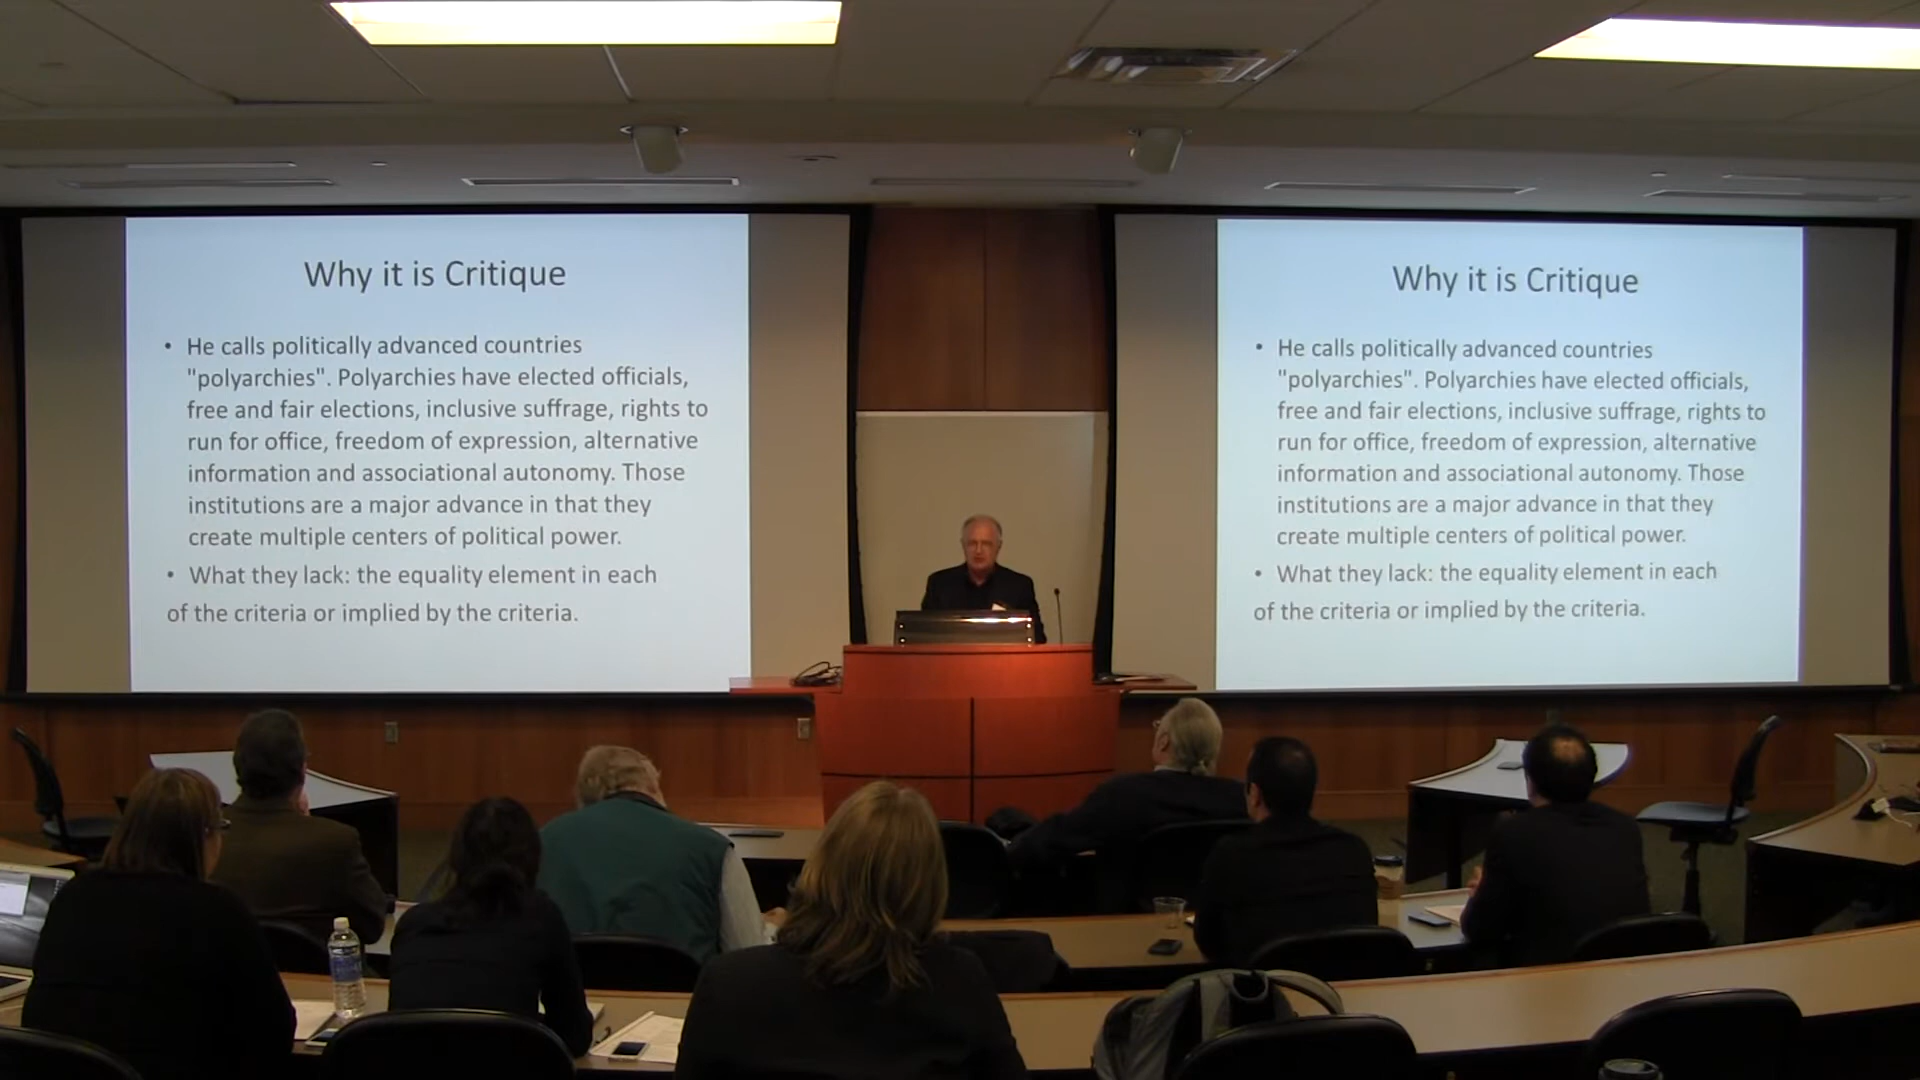 Why it is Critique
• He calls politically advanced countries
"polyarchies". Polyarchies have elected officials,
free and fair elections, inclusive suffrage, rights to
run for office, freedom of expression, alternative
information and associational autonomy. Those
institutions are a major advance in that they
create multiple centers of political power.
• What they lack: the equality element in each
of the criteria or implied by the criteria.
Why it is Critique
• He calls politically advanced countries
"polyarchies". Polyarchies have elected officials,
free and fair elections, inclusive suffrage, rights to
run for office, freedom of expression, alternative
information and associational autonomy. Those
institutions are a major advance in that they
create multiple centers of political power.
• What they lack: the equality element in each
of the criteria or implied by the criteria.